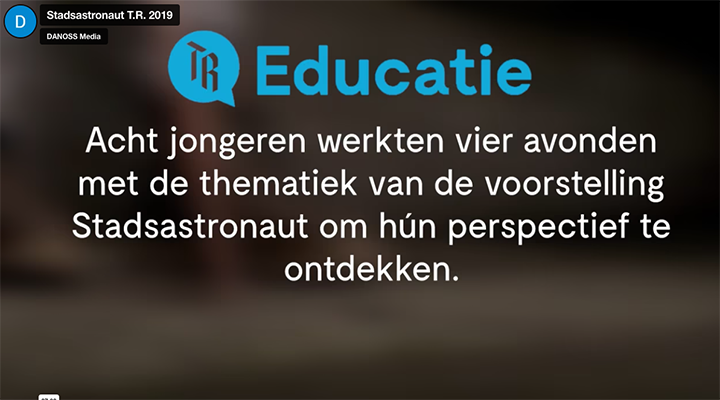 D
Stadsastronaut T.R. 2019
DANOSS Media
TR Educatie
Acht jongeren werkten vier avonden
met de thematiek van de voorstelling
Stadsastronaut om hún perspectief te
ontdekken.